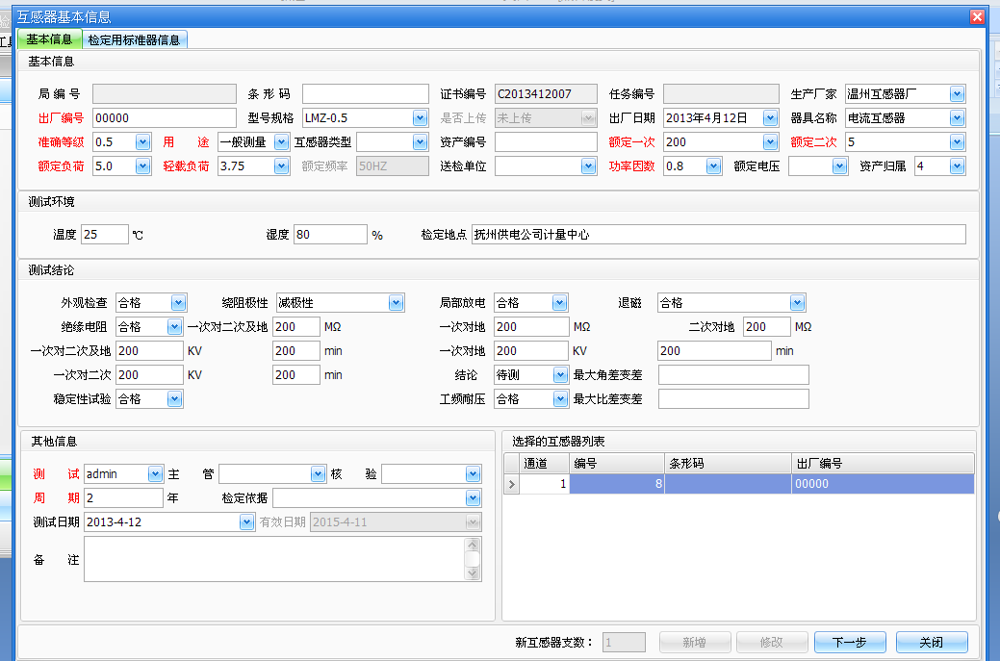 互感器基本信息
基本信息 检定用标准器信息
基本信息
局 编 号 条 形 码 证书编号 C2013412007 任务编号 生产厂家 温州互感器厂
出厂编号 00000 型号规格 LMZ-0.5 是否上传 未上传 出厂日期 2013年4月12日 器具名称 电流互感器
准确等级 0.5 用 途 一般测量 互感器类型 资产编号 额定一次 200 额定二次 5
额定负荷 5.0 轻载负荷 3.75 额定频率 50HZ 送检单位 功率因数 0.8 额定电压 资产归属 4
测试环境
温度 25 ℃ 湿度 80 % 检定地点 抚州供电公司计量中心
测试结论
外观检查 合格 绕阻极性 减极性 局部放电 合格 退磁 合格
绝缘电阻 合格 一次对二次及地 200 MΩ 一次对地 200 MΩ 二次对地 200 MΩ
一次对二次及地 200 KV 200 min 一次对地 200 KV 200 min
一次对二次 200 KV 200 min 结论 待测 最大角差变差
稳定性试验 合格 工频耐压 合格 最大比差变差
其他信息
测 试 admin 主 管 核 验
周 期 2 年 检定依据
测试日期 2013-4-12 有效日期 2015-4-11
备 注
选择的互感器列表
通道 编号 条形码 出厂编号
1 8 00000
新互感器支数： 1 新增 修改 下一步 关闭